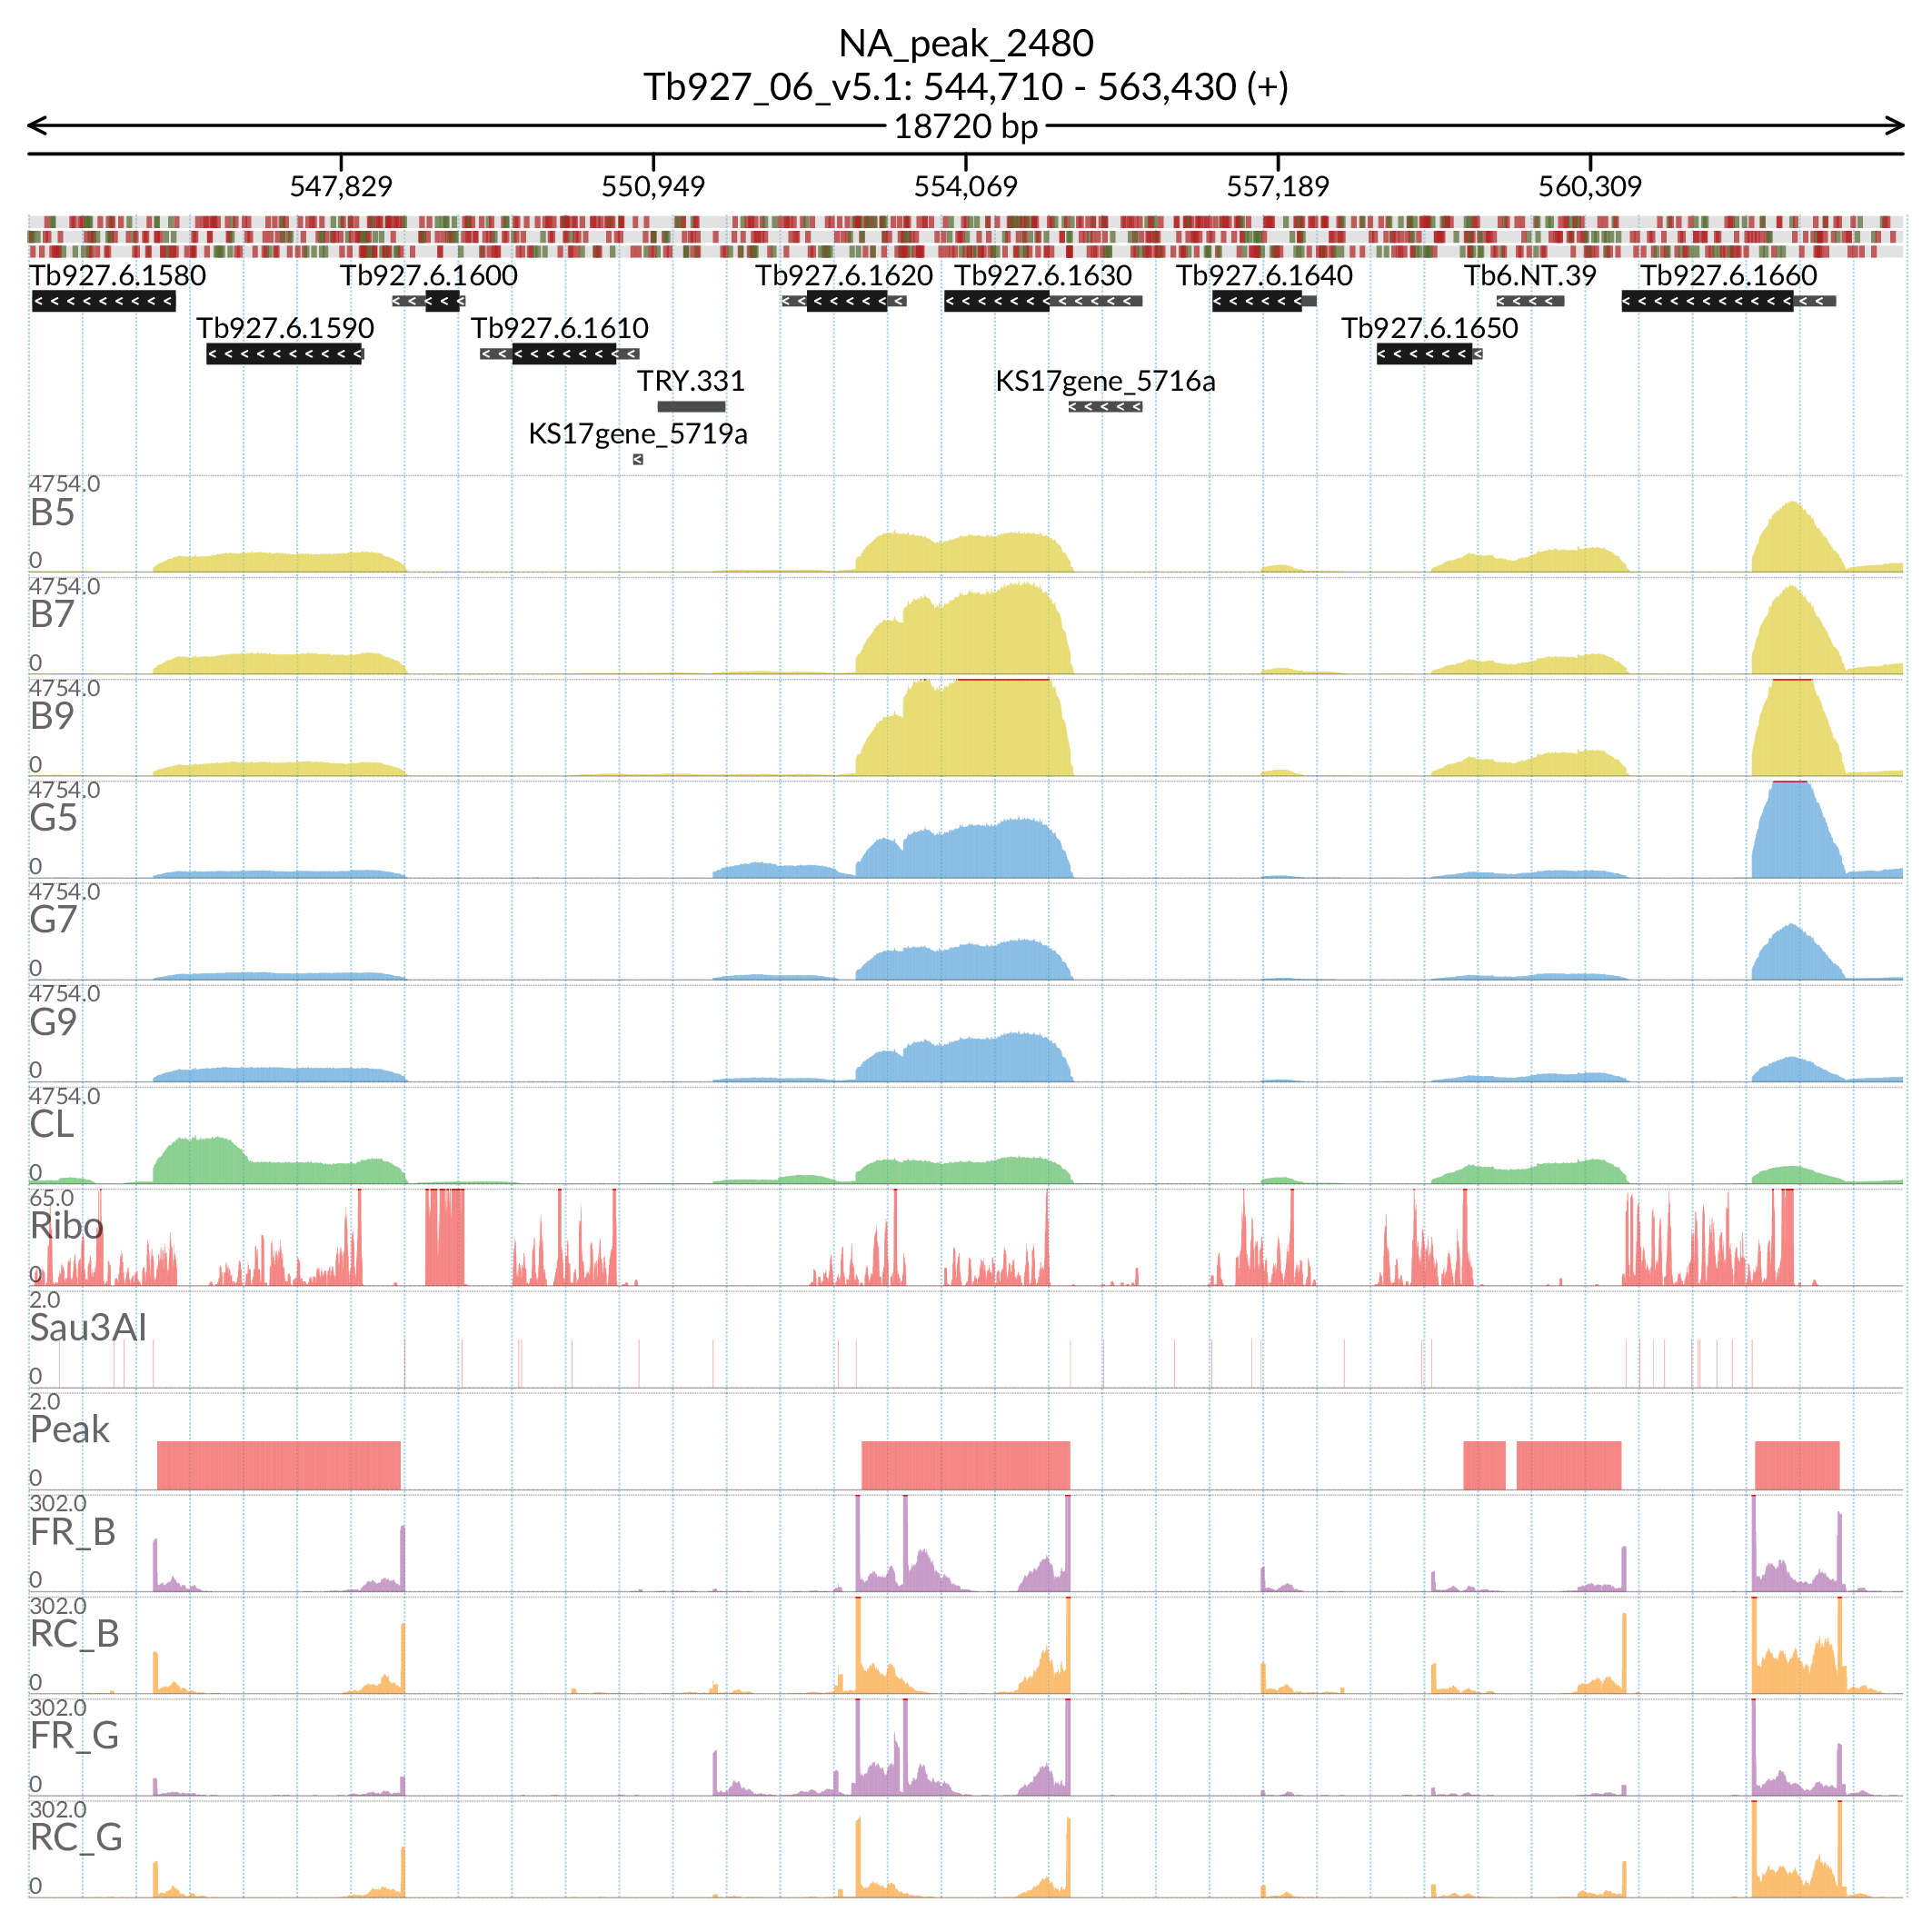 NA_peak_2480
Tb927_06_v5.1: 544,710 - 563,430 (+)
18720 bp
547,829 550,949 554,069 557,189 560,309
Tb927.6.1580 Tb927.6.1600 Tb927.6.1620 Tb927.6.1630 Tb927.6.1640 Tb6.NT.39 Tb927.6.1660
Tb927.6.1590 Tb927.6.1610 Tb927.6.1650
TRY.331 KS17gene_5716a
KS17gene_5719a
4754.0
B5
0
4754.0
B7
0
4754.0
B9
0
4754.0
G5
0
4754.0
G7
0
4754.0
G9
0
4754.0
CL
0
65.0
Ribo
0
2.0
Sau3AI
0
2.0
Peak
0
302.0
FR_B
0
302.0
RC_B
0
302.0
FR_G
0
302.0
RC_G
0